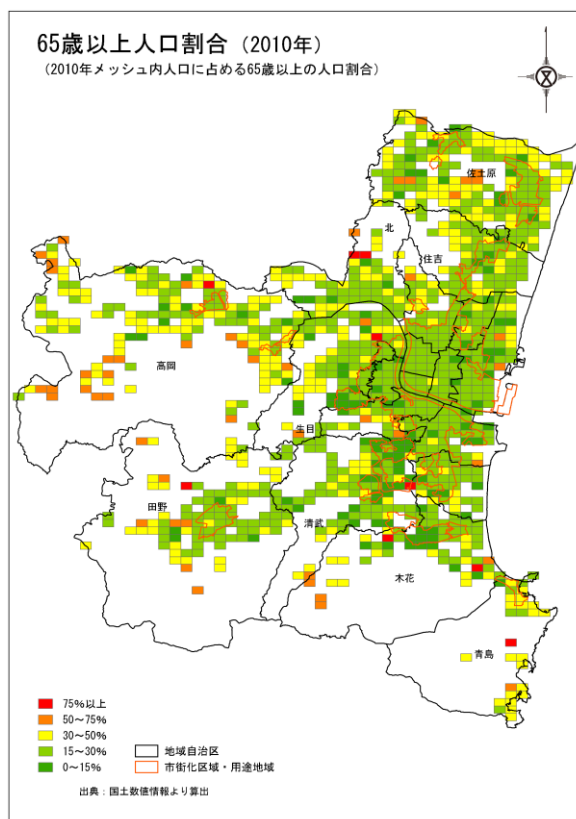 65歳以上人口割合（2010年）
（2010年メッシュ内人口に占める65歳以上の人口割合）
佐土原
北
住吉
高岡
生目
田野
清武
木花
青島
75%以上
50～75%
30～50%
15～30%
0～15%
地域自治区
市街化区域・用途地域
出典：国土数値情報より算出